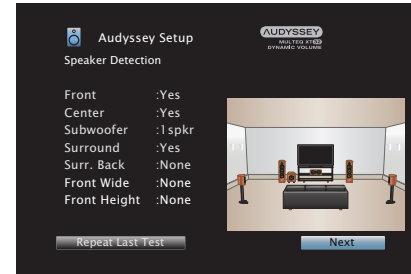 Audyssey Setup
AUDYSSEY
MULTEQ XT32
DYNAMIC VOLUME
Speaker Detection
Front :Yes
Center :Yes
Subwoofer :1spkr
Surround :Yes
Surr. Back :None
Front Wide :None
Front Height :None
Repeat Last Test
Next